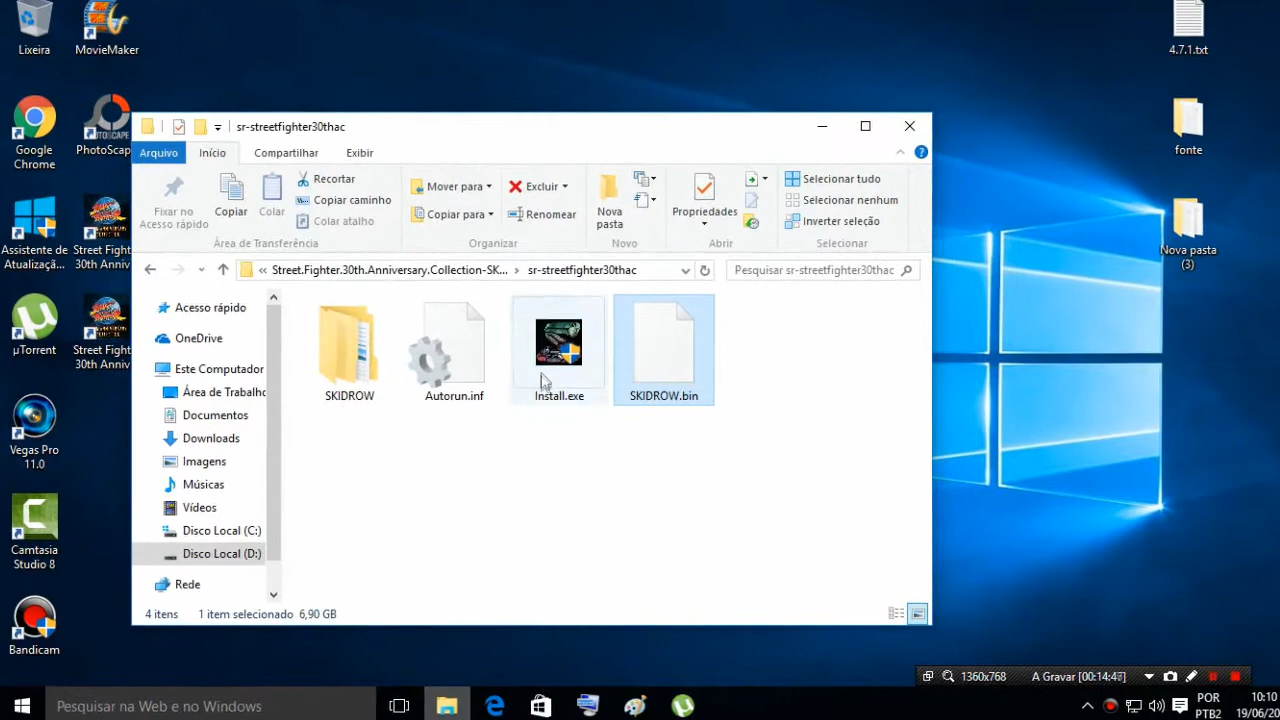 Lixeira
MovieMaker
4.7.1.txt
Google
Chrome
PhotoScap
fonte
Assistente de
Atualizaçã...
Street Fight
30th Anniv
Nova pasta
(3)
µTorrent
Street Fight
30th Anniv
Vegas Pro
11.0
Camtasia
Studio 8
Bandicam
sr-streetfighter30thac
Arquivo
Início
Compartilhar
Exibir
Fixar no
Acesso rápido
Copiar
Colar
Recortar
Copiar caminho
Colar atalho
Área de Transferência
Mover para
Copiar para
Excluir
Renomear
Organizar
Nova
pasta
Novo
Propriedades
Abrir
Selecionar tudo
Selecionar nenhum
Inverter seleção
Selecionar
« Street.Fighter.30th.Anniversary.Collection-SK... › sr-streetfighter30thac
Pesquisar sr-streetfighter30thac
Acesso rápido
OneDrive
Este Computador
Área de Trabalho
Documentos
Downloads
Imagens
Músicas
Vídeos
Disco Local (C:)
Disco Local (D:)
Rede
SKIDROW
Autorun.inf
Install.exe
SKIDROW.bin
4 itens
1 item selecionado 6,90 GB
1360x768
A Gravar [00:14:47]
Pesquisar na Web e no Windows
POR
PTB2
10:10
19/06/20